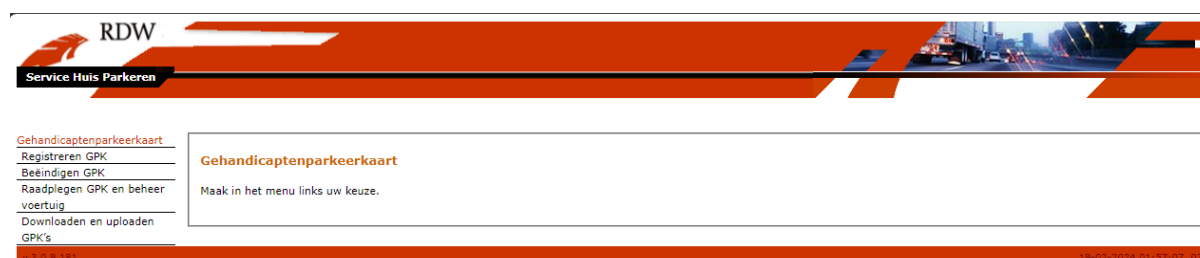 RDW
Service Huis Parkeren
Gehandicaptenparkeerkaart
Registreren GPK
Beëindigen GPK
Raadplegen GPK en beheer
voertuig
Downloaden en uploaden
GPK's
Gehandicaptenparkeerkaart
Maak in het menu links uw keuze.